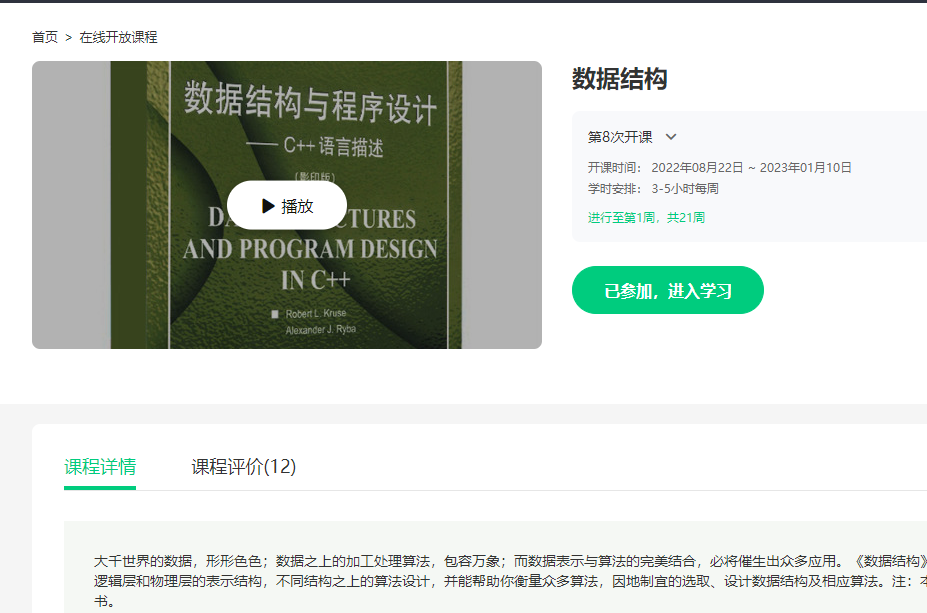 首页 > 在线开放课程
数据结构与程序设计
—— C++ 语言描述
(影印版)
播放
AND PROGRAM DESIGN
IN C++
■ Robert L. Kruse
Alexander J. Ryba
数据结构
第8次开课
开课时间： 2022年08月22日 ~ 2023年01月10日
学时安排： 3-5小时每周
进行至第1周，共21周
已参加，进入学习
课程详情
课程评价(12)
大千世界的数据，形形色色；数据之上的加工处理算法，包容万象；而数据表示与算法的完美结合，必将催生出众多应用。《数据结构》
逻辑层和物理层的表示结构，不同结构之上的算法设计，并能帮助你衡量众多算法，因地制宜的选取、设计数据结构及相应算法。注：
书。